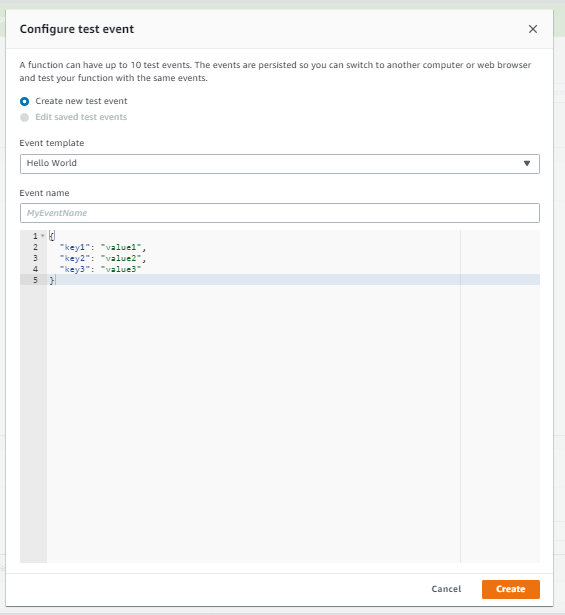 Configure test event
A function can have up to 10 test events. The events are persisted so you can switch to another computer or web browser
and test your function with the same events.
Create new test event
Edit saved test events
Event template
Hello World
Event name
MyEventName
1 {
2 "key1": "value1",
3 "key2": "value2",
4 "key3": "value3"
5 }
Cancel Create